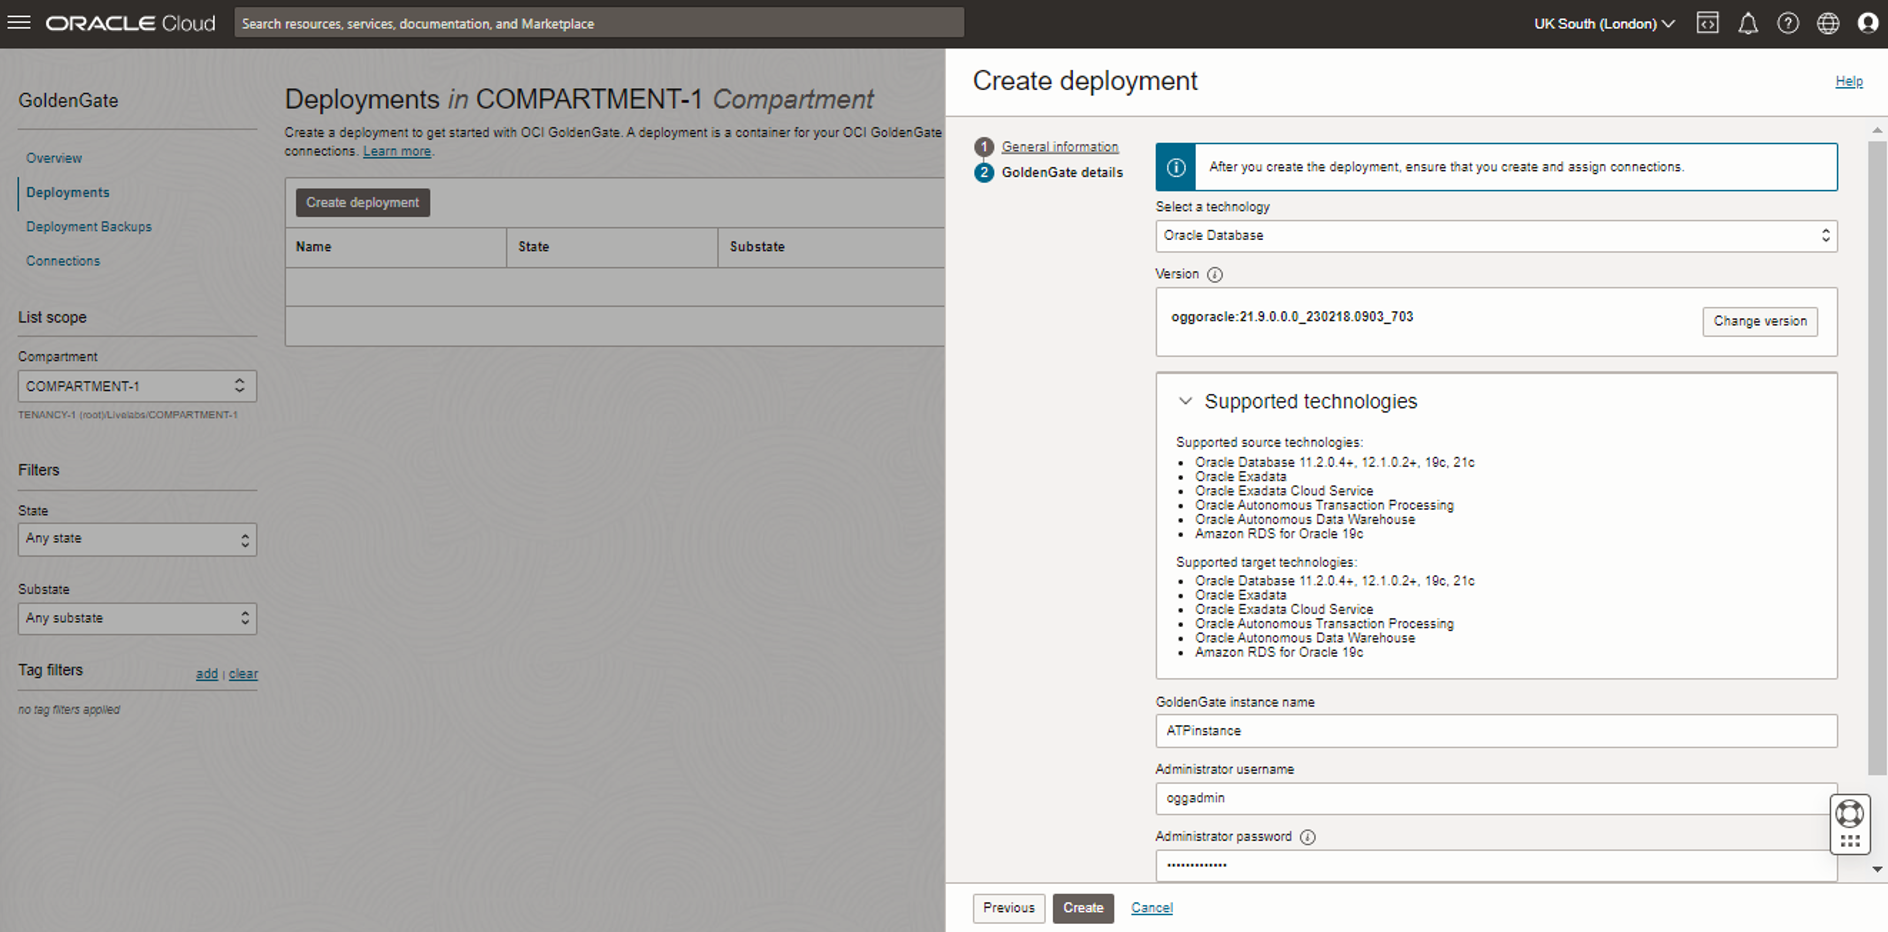 ORACLE Cloud
Search resources, services, documentation, and Marketplace
UK South (London)
GoldenGate
Overview
Deployments
Deployment Backups
Connections
List scope
Compartment
COMPARTMENT-1
TENANCY-1 (root)/Livelabs/COMPARTMENT-1
Filters
State
Any state
Substate
Any substate
Tag filters
add | clear
no tag filters applied
Deployments in COMPARTMENT-1 Compartment
Create a deployment to get started with OCI GoldenGate. A deployment is a container for your OCI GoldenGate
connections. Learn more.
Create deployment
Name State Substate
Create deployment
Help
1 General information
2 GoldenGate details
After you create the deployment, ensure that you create and assign connections.
Select a technology
Oracle Database
Version
oggoracle:21.9.0.0.0_230218.0903_703
Change version
Supported technologies
Supported source technologies:
• Oracle Database 11.2.0.4+, 12.1.0.2+, 19c, 21c
• Oracle Exadata
• Oracle Exadata Cloud Service
• Oracle Autonomous Transaction Processing
• Oracle Autonomous Data Warehouse
• Amazon RDS for Oracle 19c
Supported target technologies:
• Oracle Database 11.2.0.4+, 12.1.0.2+, 19c, 21c
• Oracle Exadata
• Oracle Exadata Cloud Service
• Oracle Autonomous Transaction Processing
• Oracle Autonomous Data Warehouse
• Amazon RDS for Oracle 19c
GoldenGate instance name
ATPinstance
Administrator username
oggadmin
Administrator password
•••••••••••••
Previous
Create
Cancel